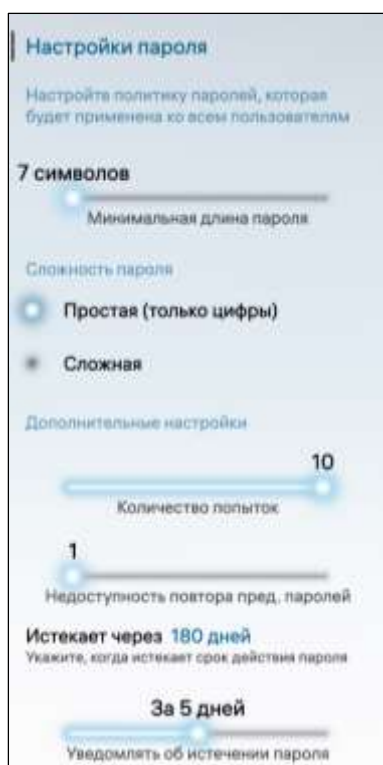 Настройки пароля
Настройте политику паролей, которая
будет применена ко всем пользователям
7 символов
Минимальная длина пароля
Сложность пароля
Простая (только цифры)
Сложная
Дополнительные настройки
10
Количество попыток
1
Недоступность повтора пред. паролей
Истекает через 180 дней
Укажите, когда истекает срок действия пароля
За 5 дней
Уведомлять об истечении пароля